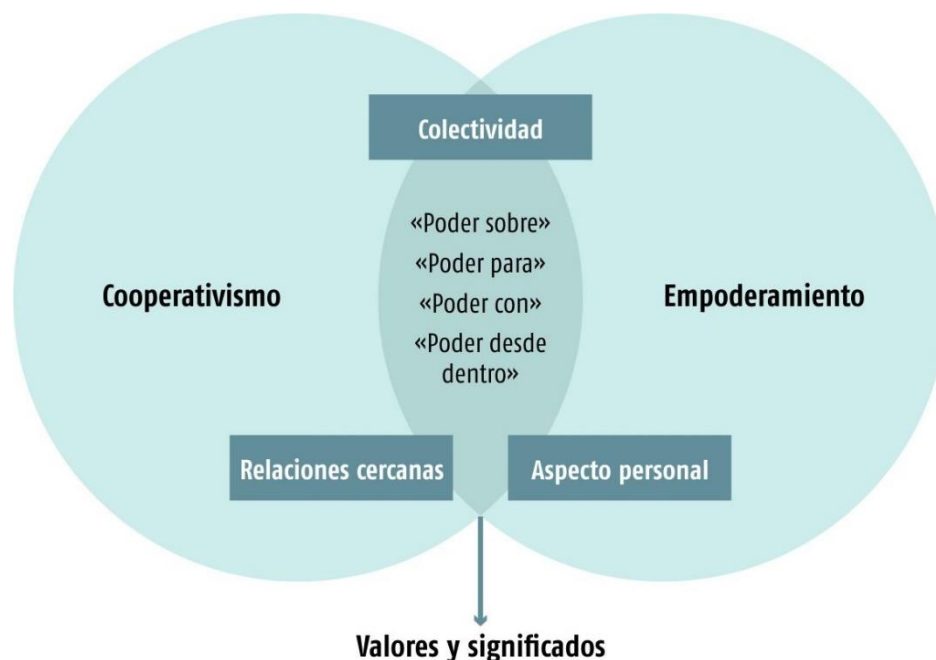 Colectividad
«Poder sobre»
«Poder para»
Cooperativismo
Empoderamiento
«Poder con»
«Poder desde
dentro»
Relaciones cercanas
Aspecto personal
Valores y significados